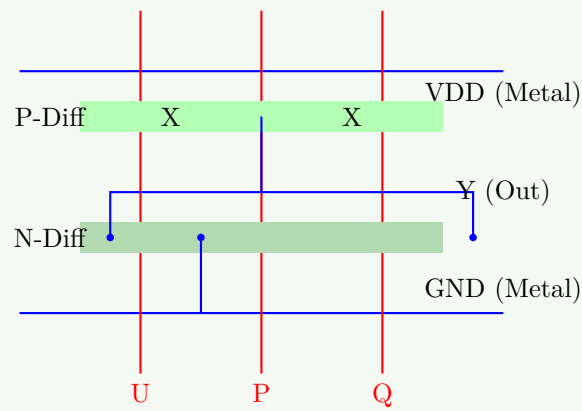 VDD (Metal)
P-Diff
X
X
Y (Out)
N-Diff
GND (Metal)
U
P
Q